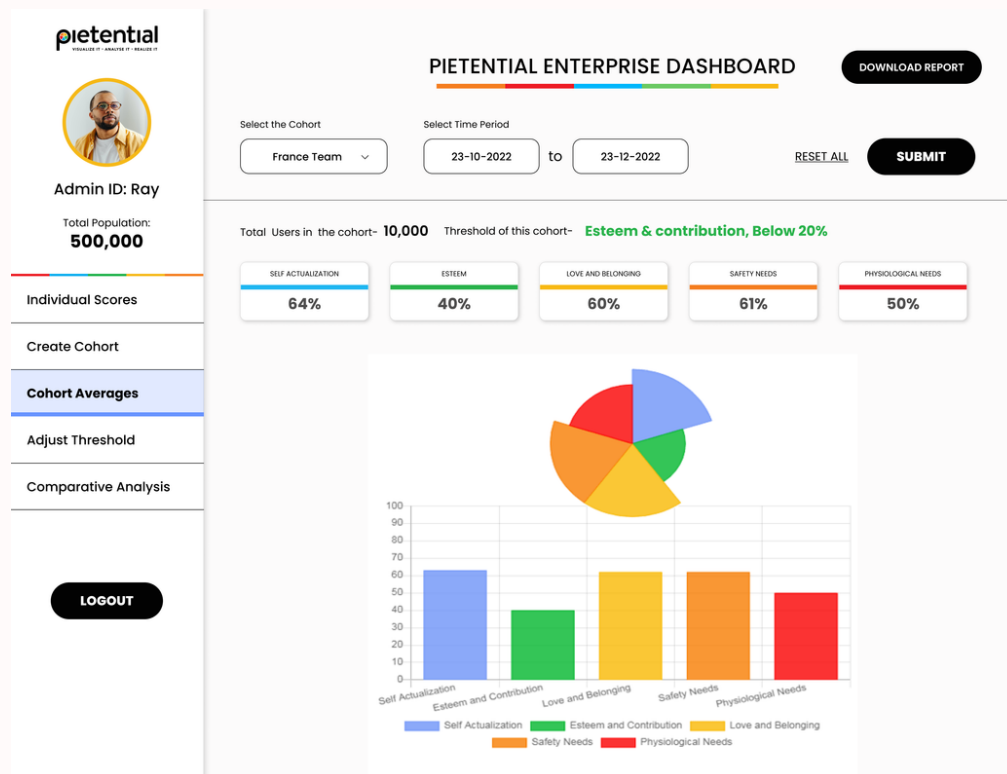 pietential
VISUALIZE IT - ANALYSE IT - REALIZE IT
Admin ID: Ray
Total Population:
500,000
Individual Scores
Create Cohort
Cohort Averages
Adjust Threshold
Comparative Analysis
LOGOUT
PIETENTIAL ENTERPRISE DASHBOARD
DOWNLOAD REPORT
Select the Cohort
Select Time Period
France Team
23-10-2022 to 23-12-2022
RESET ALL
SUBMIT
Total Users in the cohort- 10,000 Threshold of this cohort- Esteem & contribution, Below 20%
SELF ACTUALIZATION
64%
ESTEEM
40%
LOVE AND BELONGING
60%
SAFETY NEEDS
61%
PHYSIOLOGICAL NEEDS
50%
100
90
80
70
60
50
40
30
20
10
0
Self Actualization
Esteem and Contribution
Love and Belonging
Safety Needs
Physiological Needs
Self Actualization Esteem and Contribution Love and Belonging
Safety Needs Physiological Needs